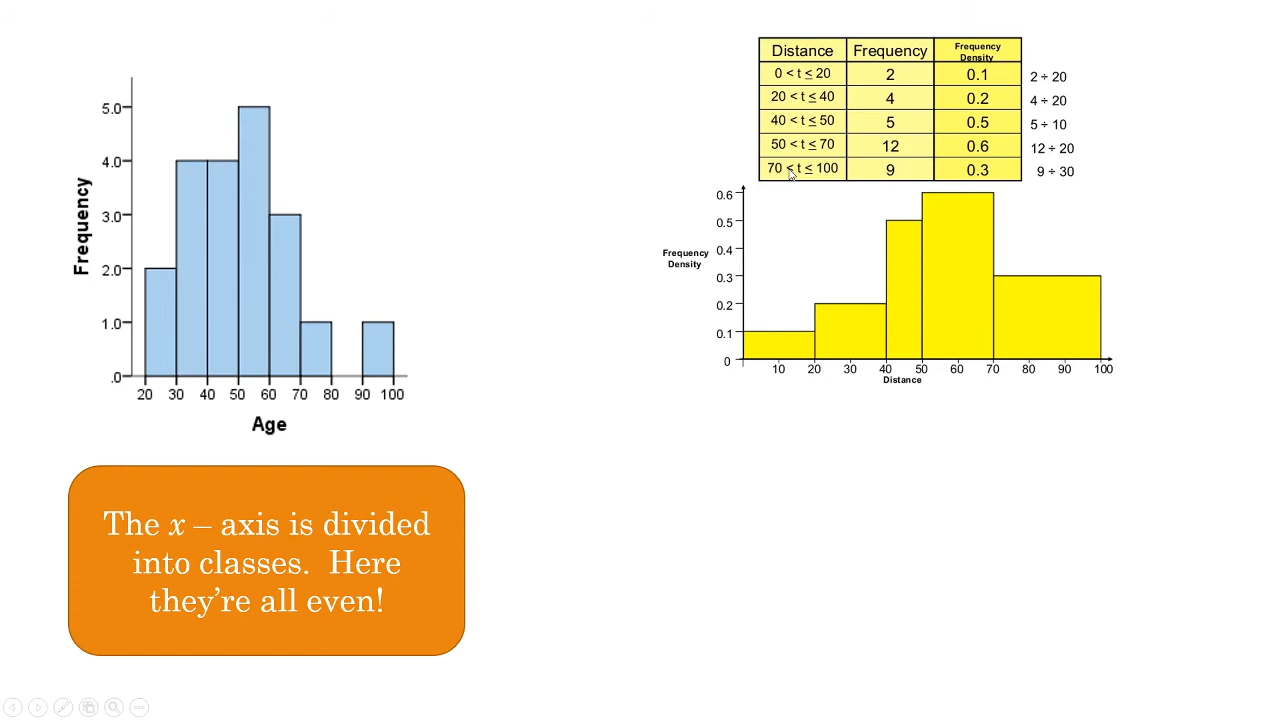 5.0
4.0
3.0
2.0
1.0
.0
Frequency
20 30 40 50 60 70 80 90 100
Age
The x – axis is divided
into classes. Here
they're all even!
Distance Frequency Frequency Density
0 < t ≤ 20 2 0.1 2 ÷ 20
20 < t ≤ 40 4 0.2 4 ÷ 20
40 < t ≤ 50 5 0.5 5 ÷ 10
50 < t ≤ 70 12 0.6 12 ÷ 20
70 < t ≤ 100 9 0.3 9 ÷ 30
0.6
0.5
0.4
0.3
0.2
0.1
0
Frequency
Density
10 20 30 40 50 60 70 80 90 100
Distance